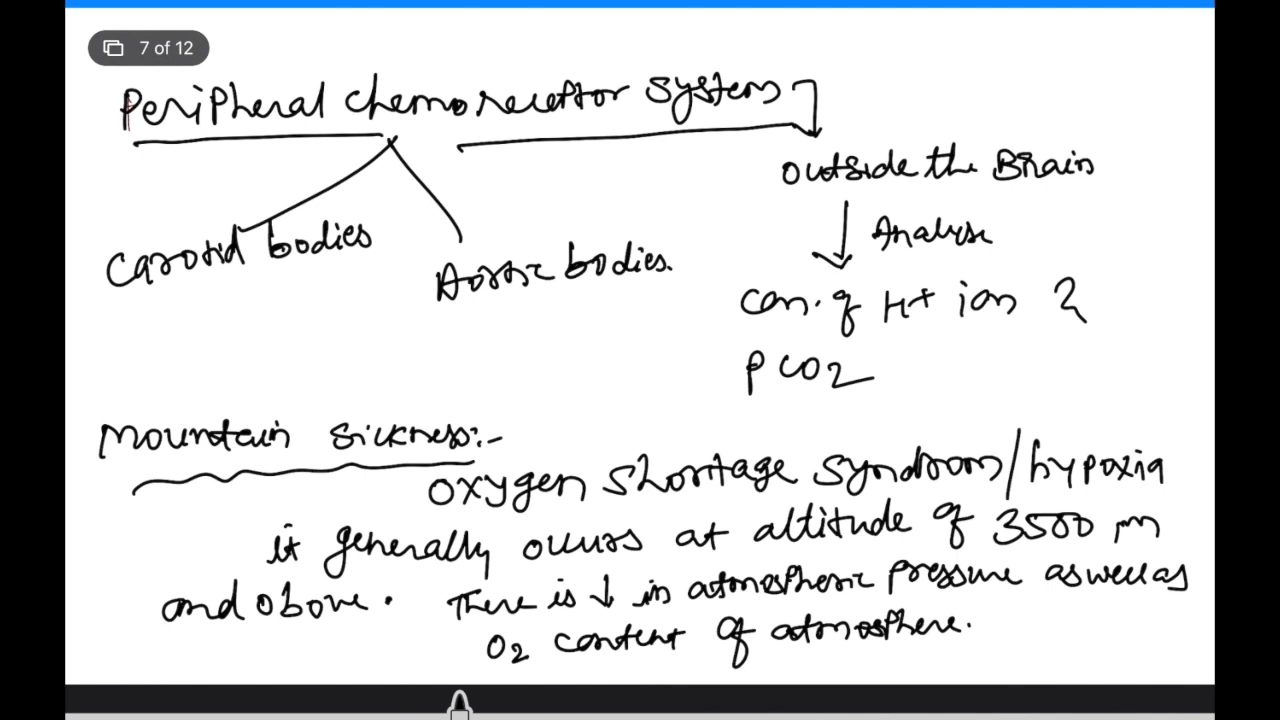 7 of 12
Peripheral chemoreceptor system
outside the Brain
Analyse
Carotid bodies
Aortic bodies.
Con. of H+ ion &
PCO2
Mountain sickness:-
oxygen shortage syndrom/hypoxia
it generally occurs at altitude of 3500 m
and above. There is ↓ in atmospheric pressure as well as
O2 content of atmosphere.